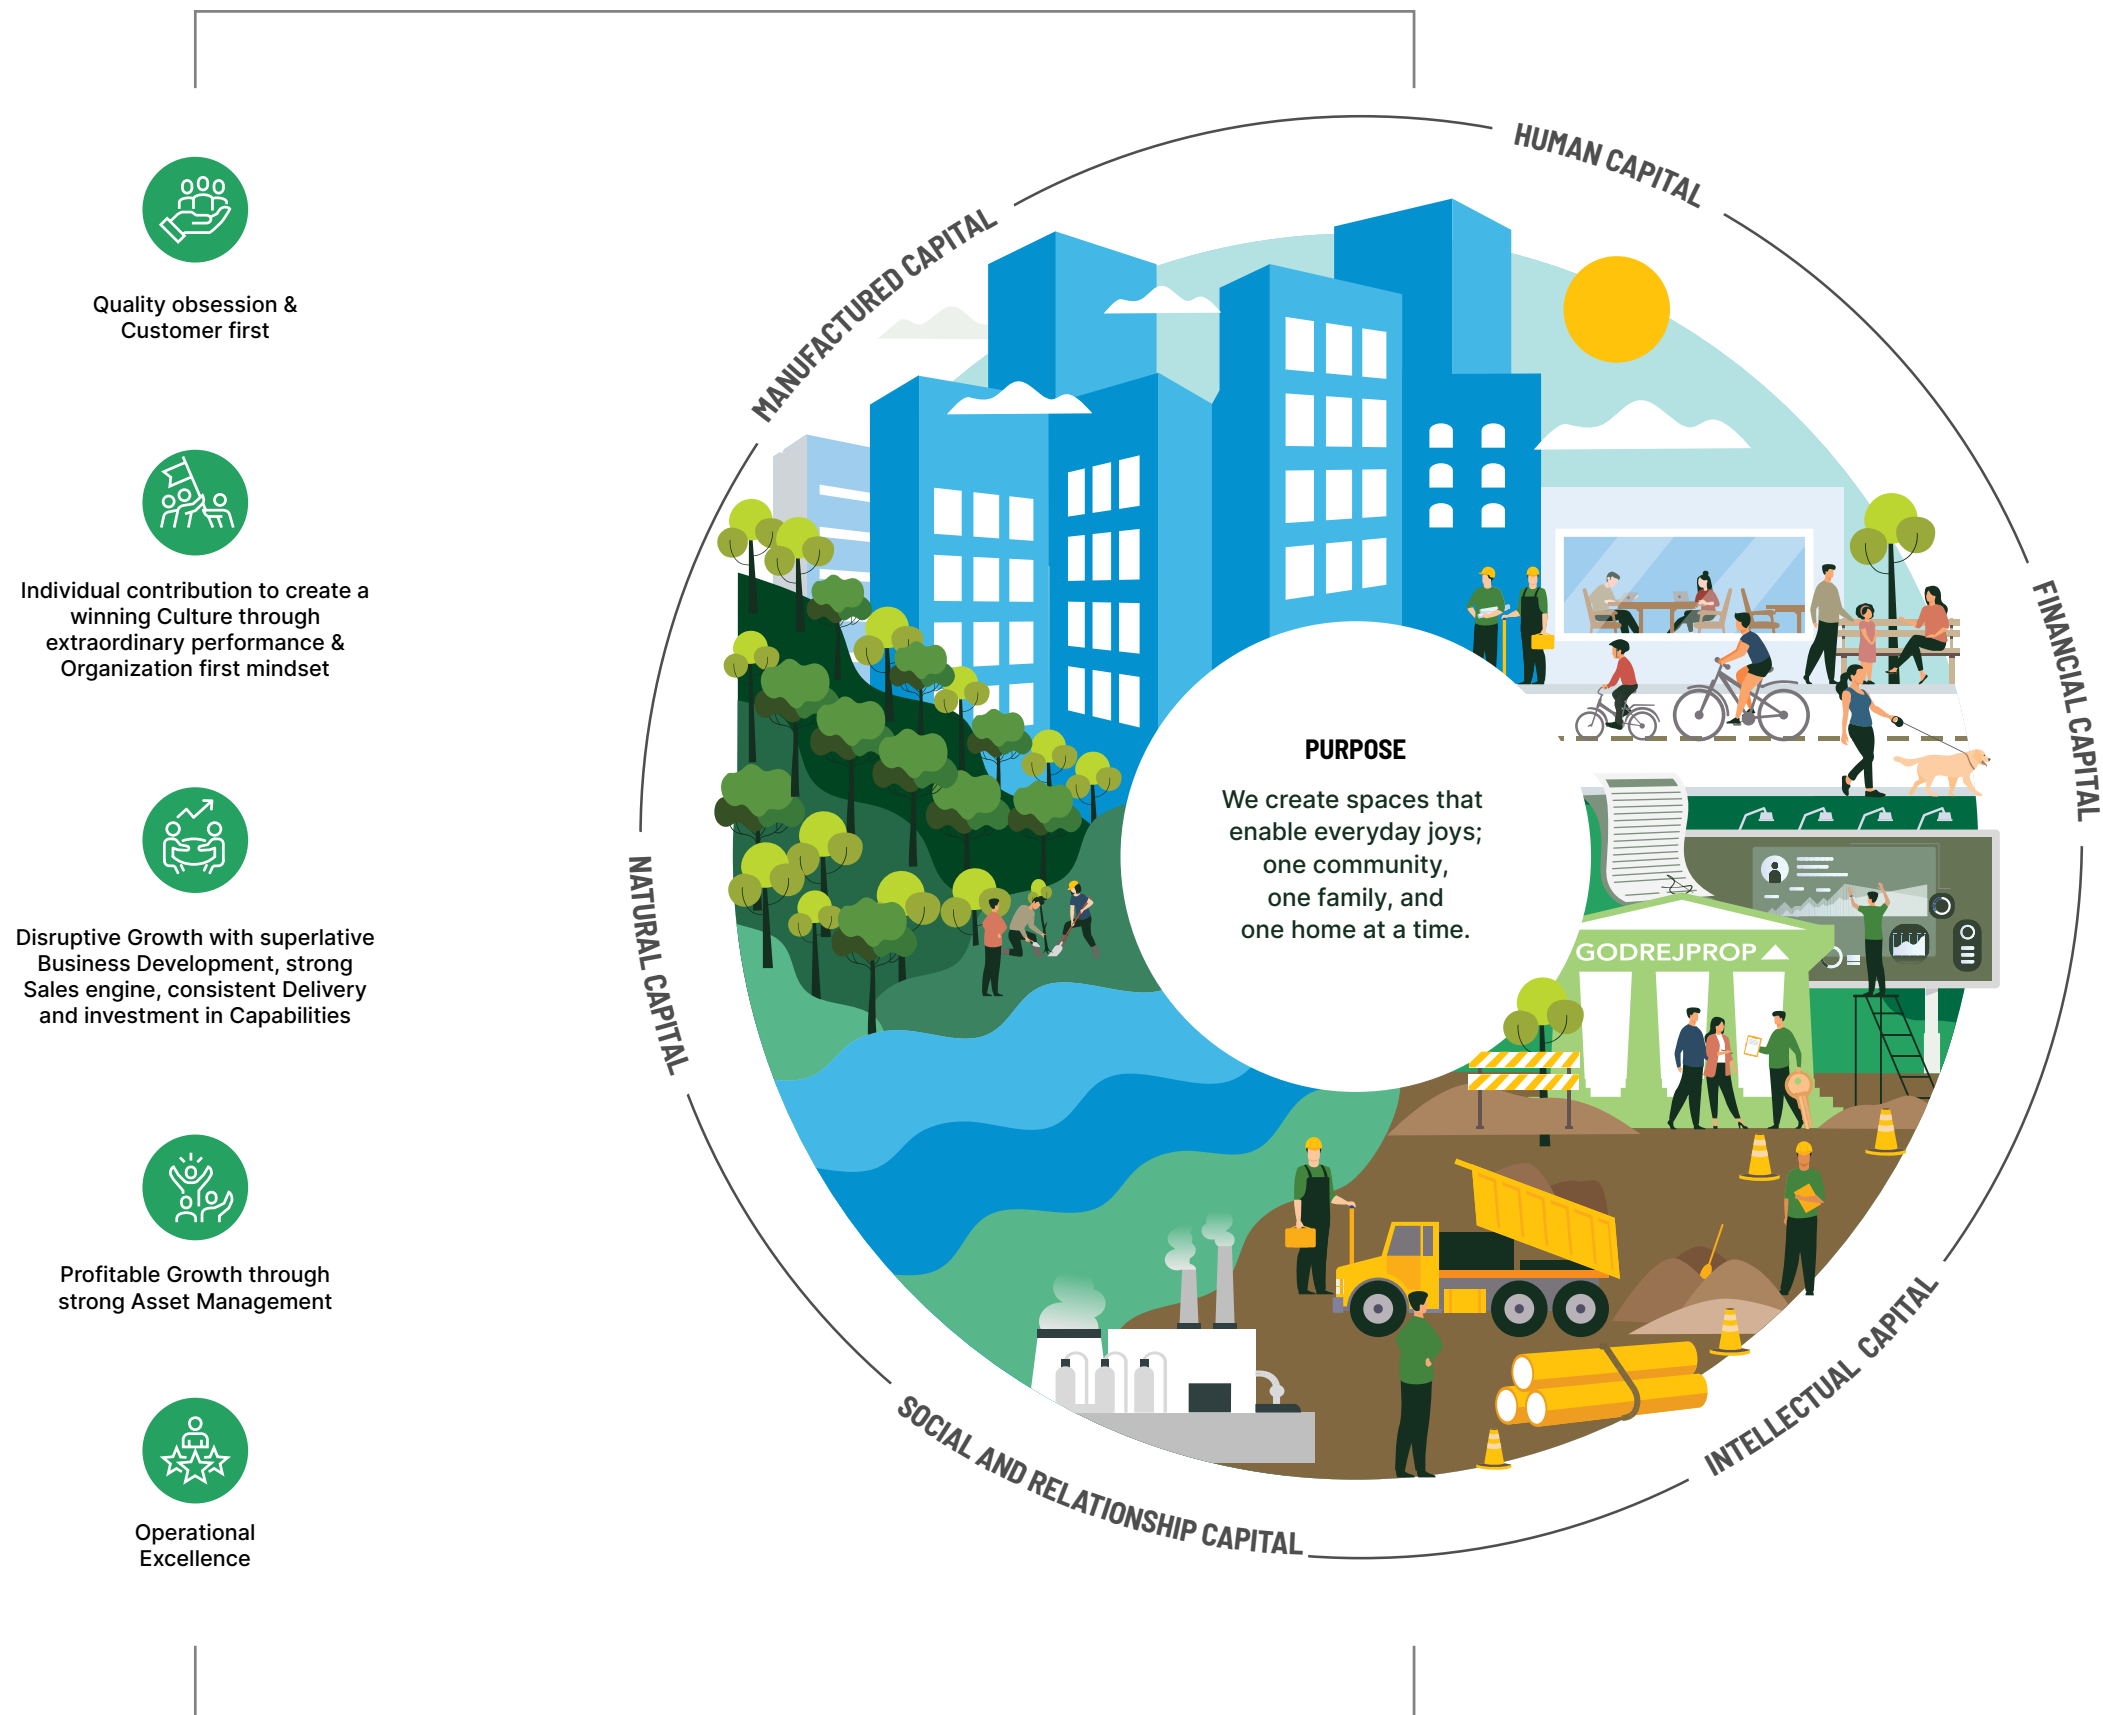 Quality obsession &
Customer first
Individual contribution to create a
winning Culture through
extraordinary performance &
Organization first mindset
Disruptive Growth with superlative
Business Development, strong
Sales engine, consistent Delivery
and investment in Capabilities
Profitable Growth through
strong Asset Management
Operational
Excellence
MANUFACTURED CAPITAL
HUMAN CAPITAL
FINANCIAL CAPITAL
INTELLECTUAL CAPITAL
SOCIAL AND RELATIONSHIP CAPITAL
NATURAL CAPITAL
PURPOSE
We create spaces that
enable everyday joys;
one community,
one family, and
one home at a time.
GODREJPROP